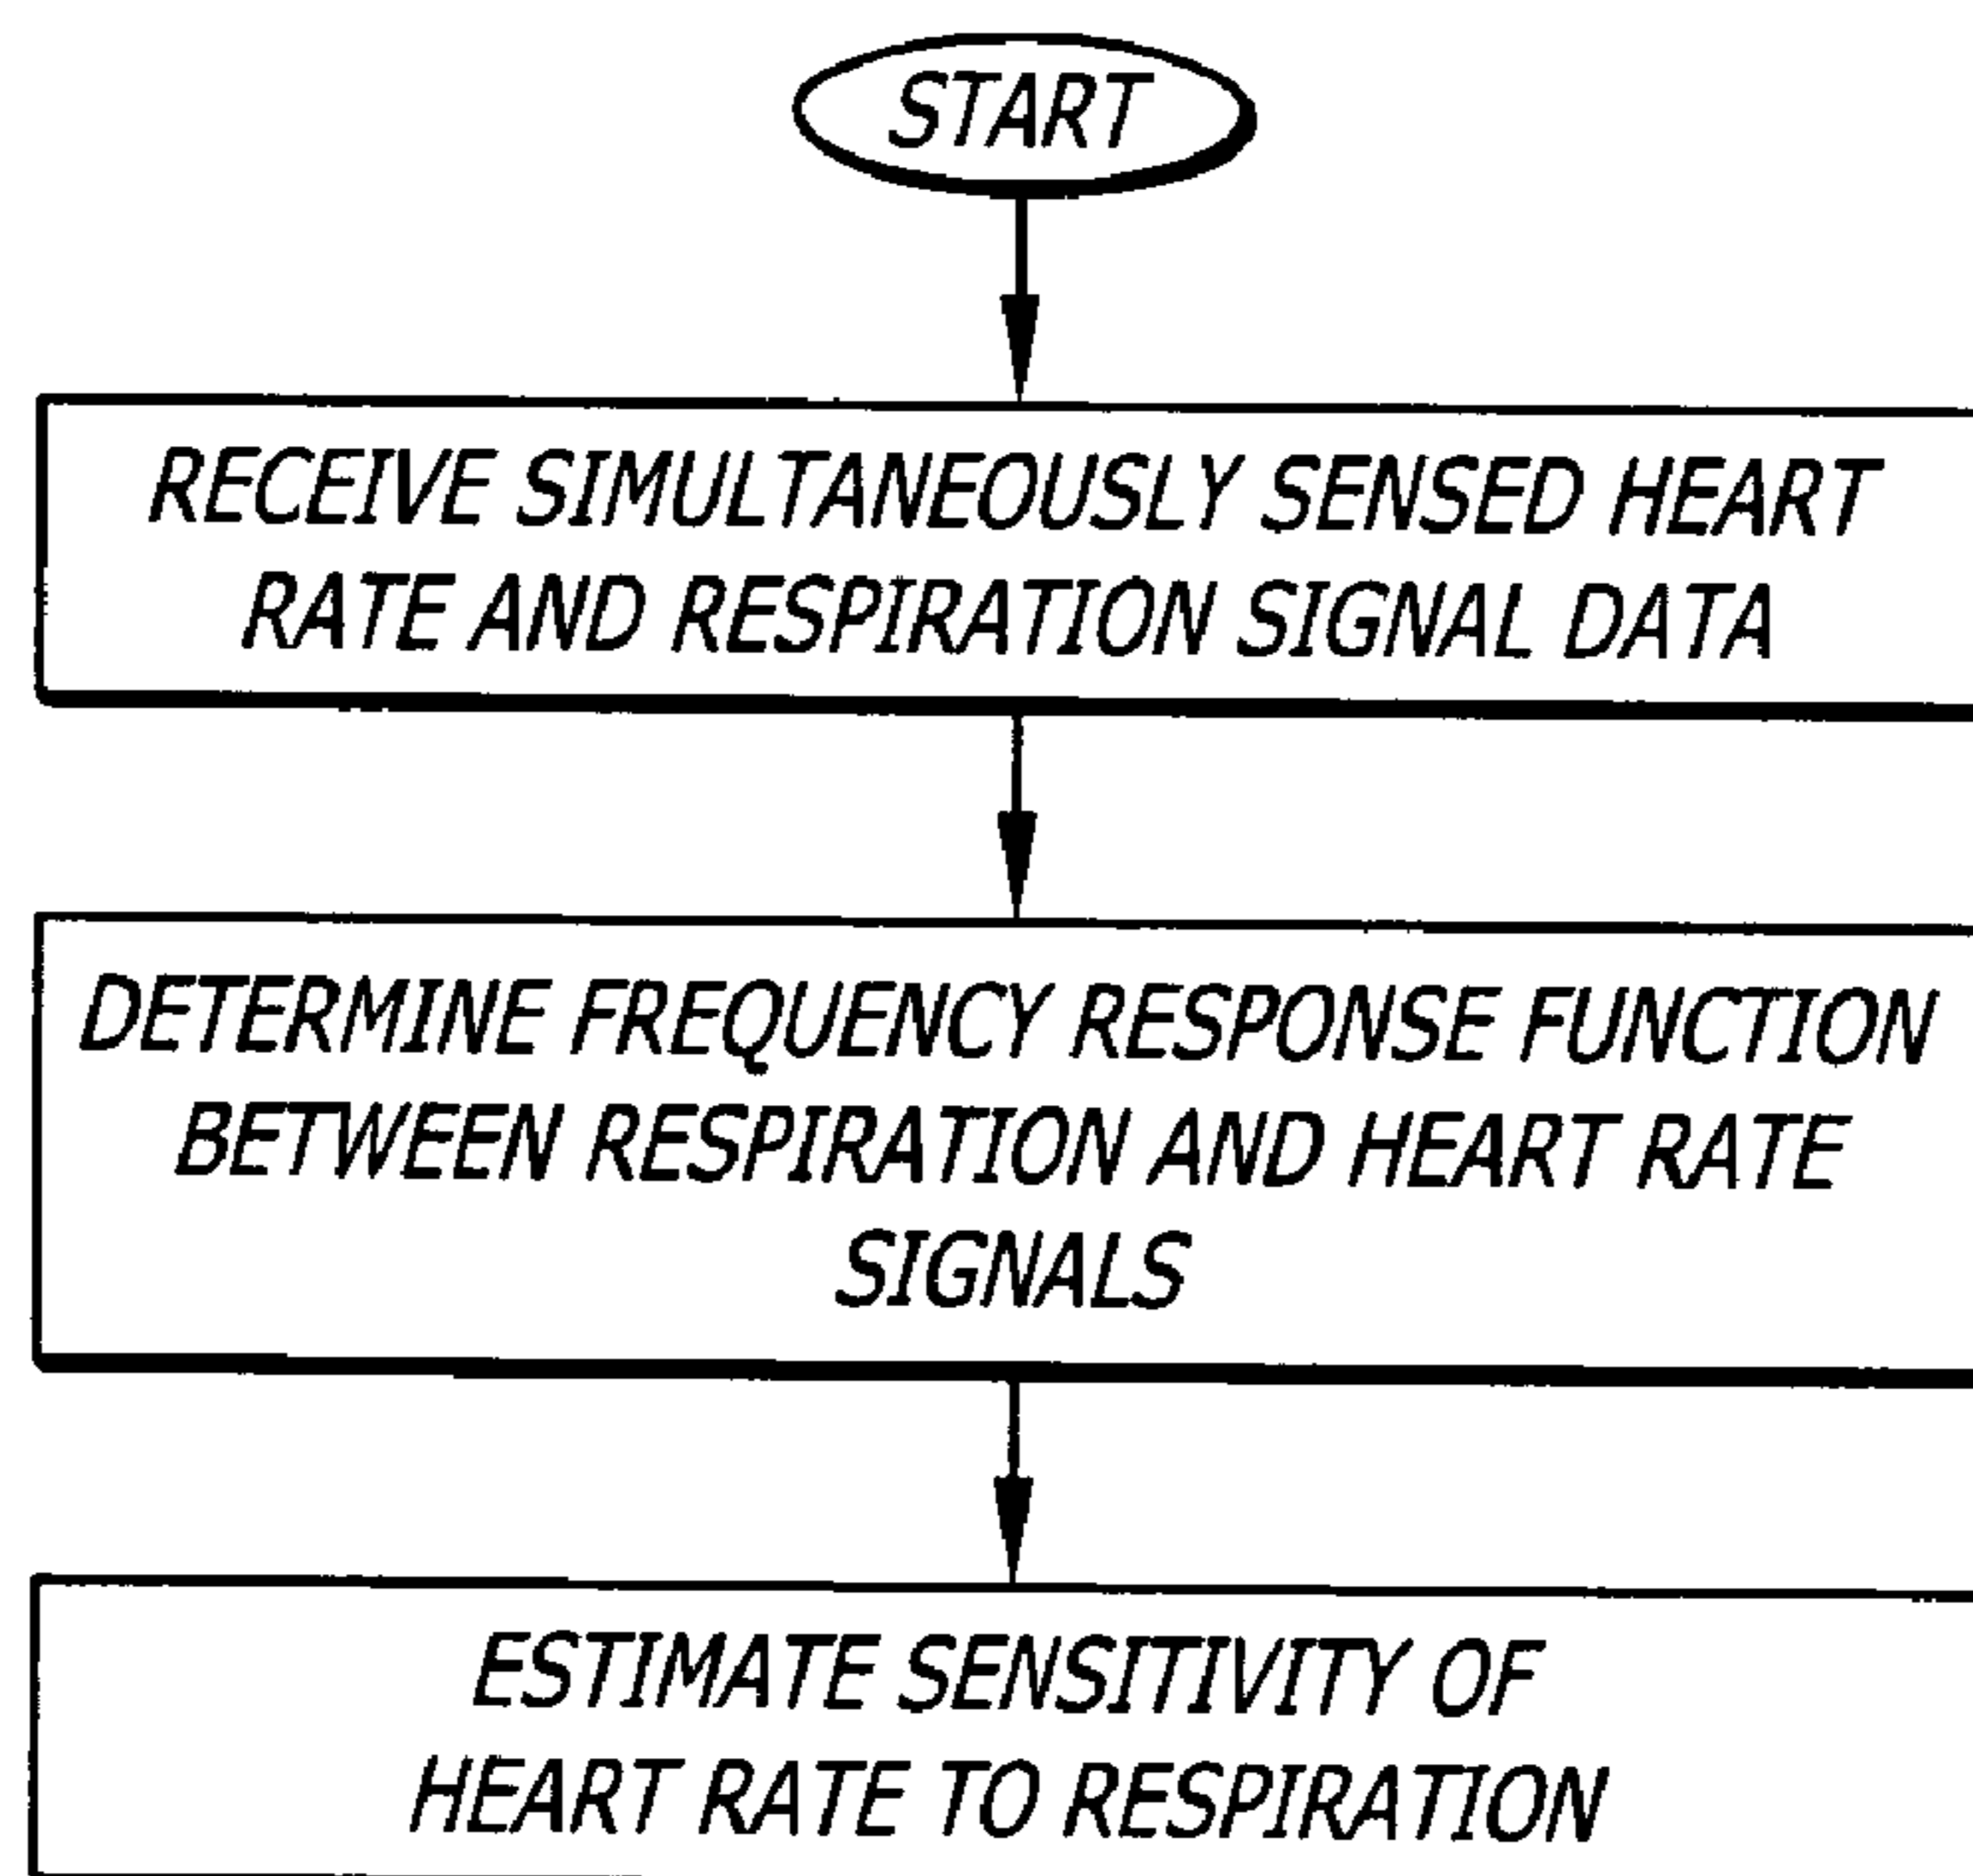 START
RECEIVE SIMULTANEOUSLY SENSED HEART
RATE AND RESPIRATION SIGNAL DATA
DETERMINE FREQUENCY RESPONSE FUNCTION
BETWEEN RESPIRATION AND HEART RATE
SIGNALS
ESTIMATE SENSITIVITY OF
HEART RATE TO RESPIRATION